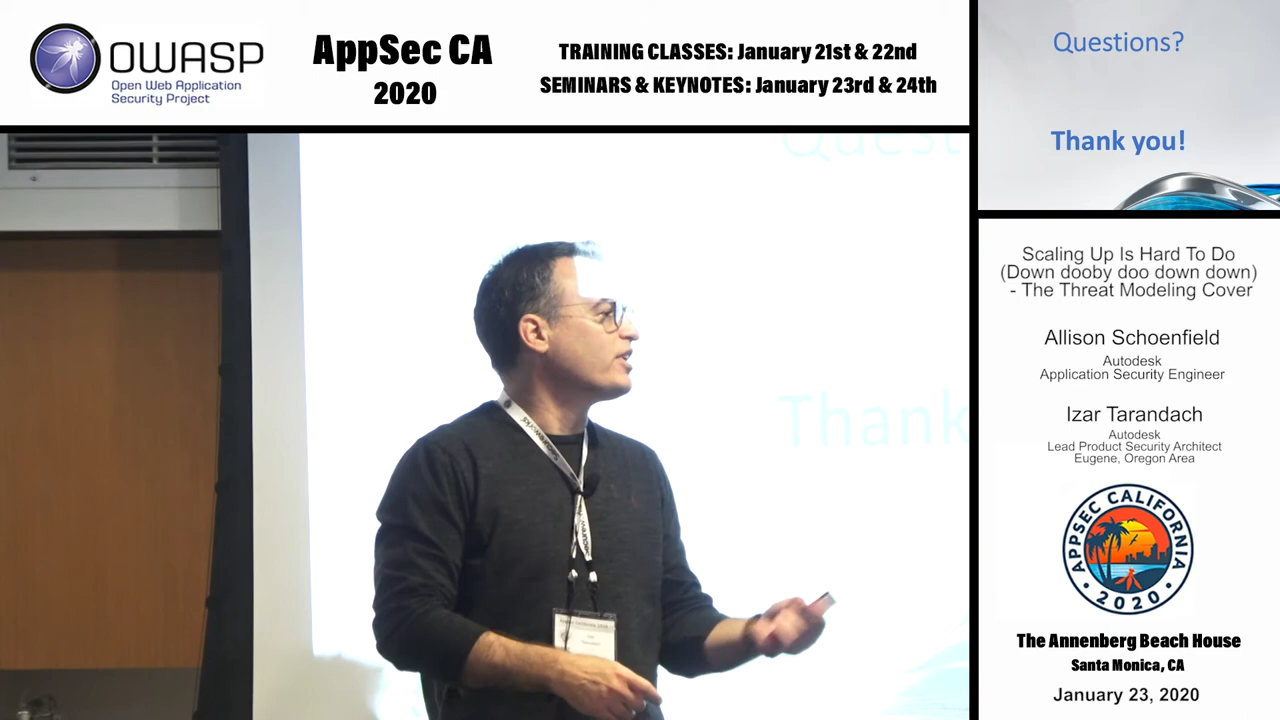 OWASP
Open Web Application
Security Project
AppSec CA
2020
TRAINING CLASSES: January 21st & 22nd
SEMINARS & KEYNOTES: January 23rd & 24th
Questions?
Thank you!
Quest
Thank
secureworks
Scaling Up Is Hard To Do
(Down dooby doo down down)
- The Threat Modeling Cover
Allison Schoenfield
Autodesk
Application Security Engineer
Izar Tarandach
Autodesk
Lead Product Security Architect
Eugene, Oregon Area
APPSEC CALIFORNIA
2020
The Annenberg Beach House
Santa Monica, CA
January 23, 2020